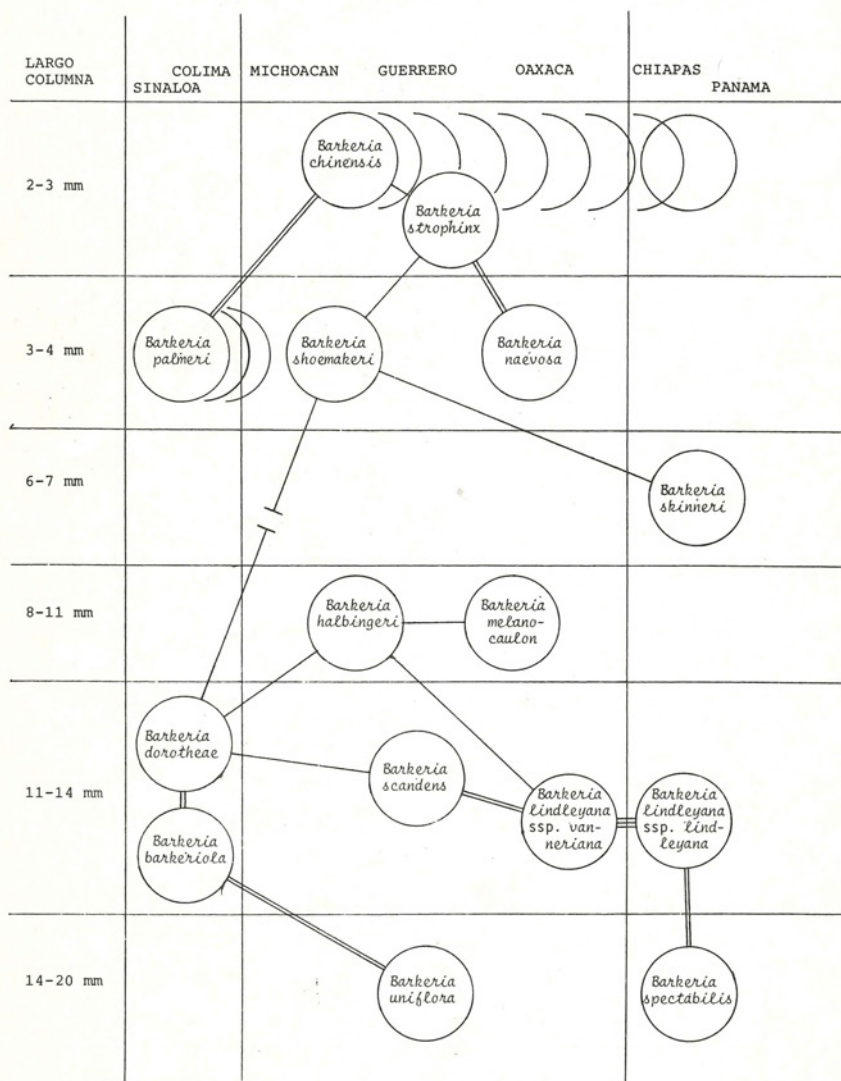 LARGO
COLUMNA
COLIMA
SINALOA
MICHOACAN
GUERRERO
OAXACA
CHIAPAS
PANAMA
2-3 mm
Barkeria
chinensis
Barkeria
strophinx
3-4 mm
Barkeria
palmeri
Barkeria
shoemakeri
Barkeria
naevosa
6-7 mm
Barkeria
skinneri
8-11 mm
Barkeria
halbingeri
Barkeria
melano-
caulon
11-14 mm
Barkeria
dorotheae
Barkeria
scandens
Barkeria
lindleyana
ssp. van-
neriana
Barkeria
lindleyana
ssp. lind-
leyana
Barkeria
barkeriola
14-20 mm
Barkeria
uniflora
Barkeria
spectabilis